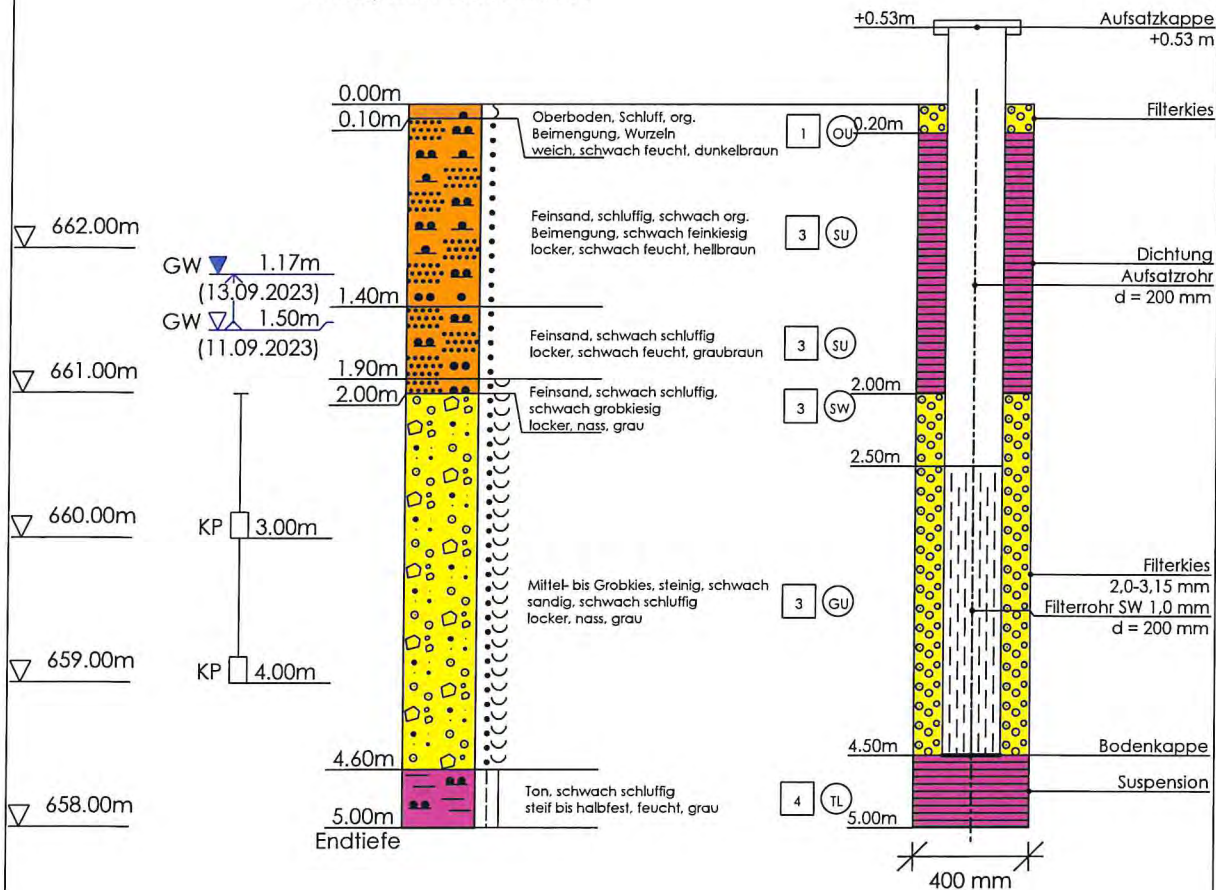 +0.53m
Aufsatzkappe
+0.53 m
0.00m
0.10m
Oberboden, Schluff, org.
Beimengung, Wurzeln
weich, schwach feucht, dunkelbraun
1 OU
0.20m
Filterkies
662.00m
Feinsand, schluffig, schwach org.
Beimengung, schwach feinkiesig
locker, schwach feucht, hellbraun
3 SU
Dichtung
Aufsatzrohr
d = 200 mm
GW 1.17m
(13.09.2023)
1.40m
GW 1.50m
(11.09.2023)
Feinsand, schwach schluffig
locker, schwach feucht, graubraun
3 SU
661.00m
1.90m
2.00m
Feinsand, schwach schluffig,
schwach grobkiesig
locker, nass, grau
3 SW
2.00m
2.50m
660.00m
KP 3.00m
Mittel- bis Grobkies, steinig, schwach
sandig, schwach schluffig
locker, nass, grau
3 GU
Filterkies
2,0-3,15 mm
Filterrohr SW 1,0 mm
d = 200 mm
659.00m
KP 4.00m
4.60m
4.50m
Bodenkappe
Suspension
658.00m
Ton, schwach schluffig
steif bis halbfest, feucht, grau
4 TL
5.00m
Endtiefe
5.00m
400 mm